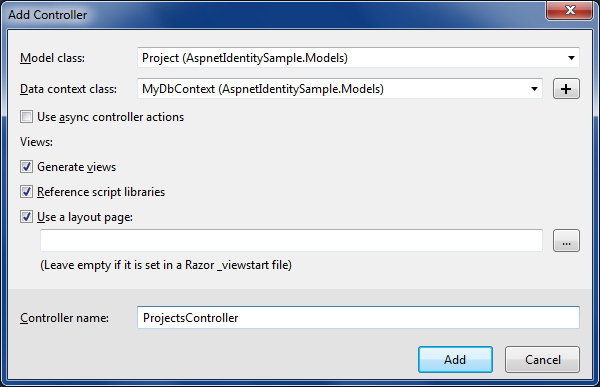 Add Controller
Model class: Project (AspnetIdentitySample.Models)
Data context class: MyDbContext (AspnetIdentitySample.Models) +
Use async controller actions
Views:
Generate views
Reference script libraries
Use a layout page:
...
(Leave empty if it is set in a Razor _viewstart file)
Controller name: ProjectsController
Add Cancel